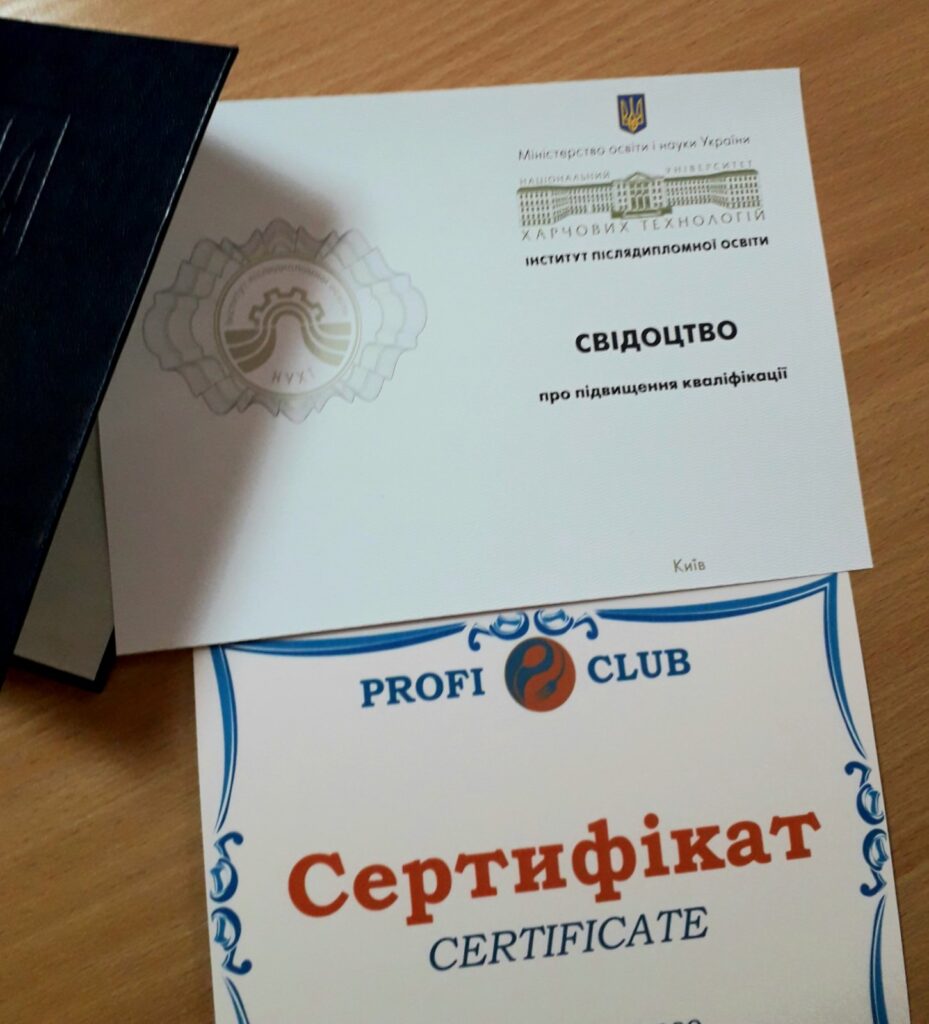 Міністерство освіти і науки України
НАЦІОНАЛЬНИЙ УНІВЕРСИТЕТ
ХАРЧОВИХ ТЕХНОЛОГІЙ
ІНСТИТУТ ПІСЛЯДИПЛОМНОЇ ОСВІТИ
СВІДОЦТВО
про підвищення кваліфікації
Київ
НУХТ
PROFI CLUB
Сертифікат
CERTIFICATE